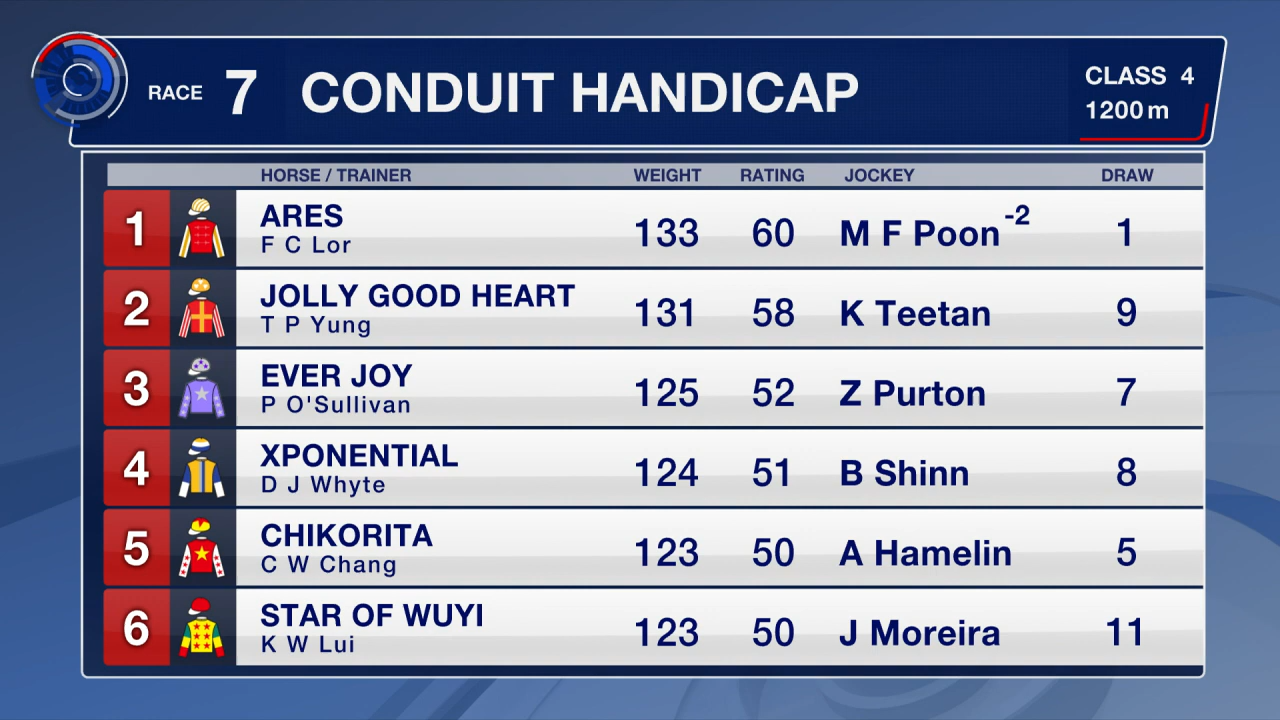 RACE 7 CONDUIT HANDICAP
CLASS 4
1200m
HORSE / TRAINER WEIGHT RATING JOCKEY DRAW
1 ARES 133 60 M F Poon -2 1
F C Lor
2 JOLLY GOOD HEART 131 58 K Teetan 9
T P Yung
3 EVER JOY 125 52 Z Purton 7
P O'Sullivan
4 XPONENTIAL 124 51 B Shinn 8
D J Whyte
5 CHIKORITA 123 50 A Hamelin 5
C W Chang
6 STAR OF WUYI 123 50 J Moreira 11
K W Lui